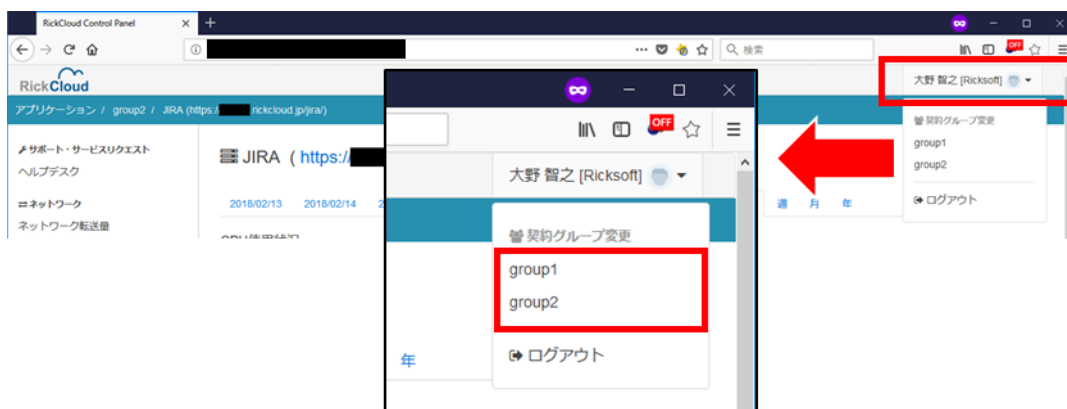 RickCloud Control Panel
検索
OFF
RickCloud
大野 智之 [Ricksoft]
アプリケーション / group2 / JIRA (https:/ rickcloud.jp/jira/)
契約グループ変更
group1
group2
ログアウト
サポート・サービスリクエスト
ヘルプデスク
ネットワーク
ネットワーク転送量
JIRA ( https://
2018/02/13 2018/02/14 2
週 月 年
OFF
大野 智之 [Ricksoft]
契約グループ変更
group1
group2
ログアウト
年